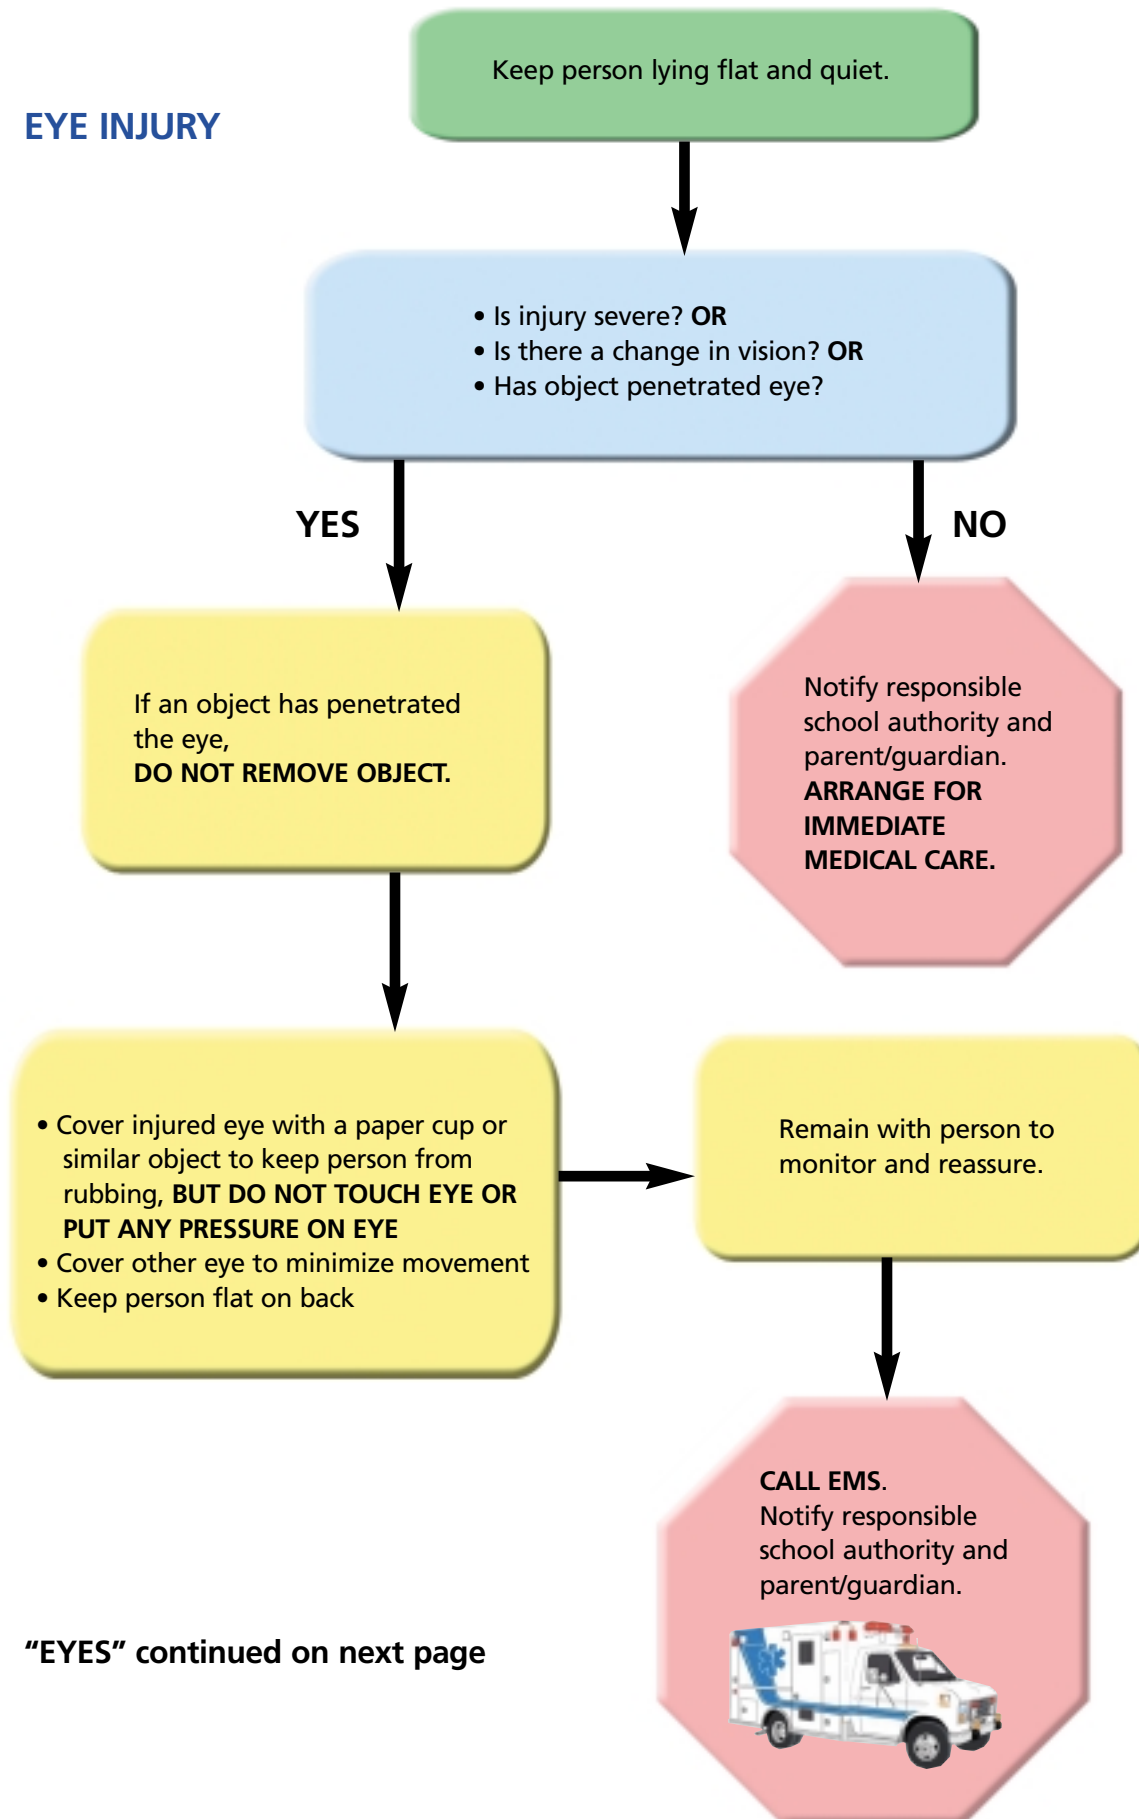 Keep person lying flat and quiet.
EYE INJURY
• Is injury severe? OR
• Is there a change in vision? OR
• Has object penetrated eye?
YES
NO
If an object has penetrated
the eye,
DO NOT REMOVE OBJECT.
Notify responsible
school authority and
parent/guardian.
ARRANGE FOR
IMMEDIATE
MEDICAL CARE.
• Cover injured eye with a paper cup or
similar object to keep person from
rubbing, BUT DO NOT TOUCH EYE OR
PUT ANY PRESSURE ON EYE
• Cover other eye to minimize movement
• Keep person flat on back
Remain with person to
monitor and reassure.
CALL EMS.
Notify responsible
school authority and
parent/guardian.
"EYES" continued on next page